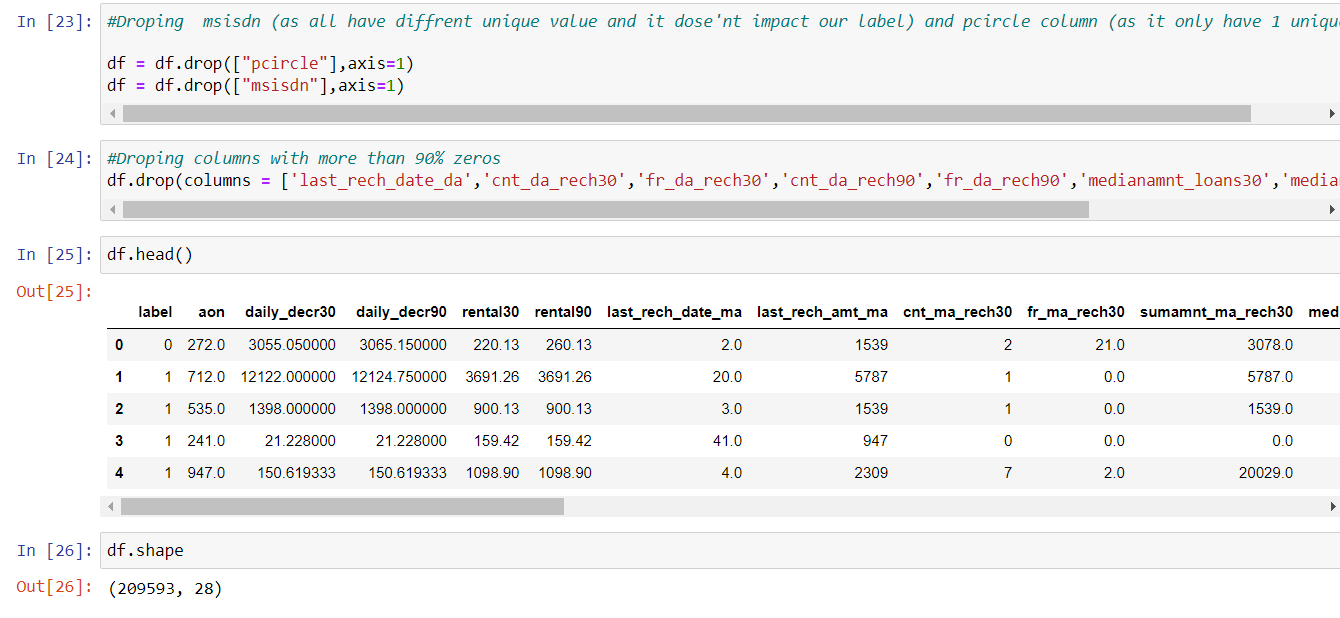 In [23]: #Droping  msisdn (as all have diffrent unique value and it dose'nt impact our label) and pcircle column (as it only have 1
df = df.drop(["pcircle"],axis=1)
df = df.drop(["msisdn"],axis=1)
In [24]: #Droping columns with more than 90% zeros
df.drop(columns = ['last_rech_date_da','cnt_da_rech30','fr_da_rech30','cnt_da_rech90','fr_da_rech90','medianamnt_loans30',
In [25]: df.head()
Out[25]:
label aon daily_decr30 daily_decr90 rental30 rental90 last_rech_date_ma last_rech_amt_ma cnt_ma_rech30 fr_ma_rech30 sumamnt_ma_rech30
0 0 272.0 3055.050000 3065.150000 220.13 260.13 2.0 1539 2 21.0 3078.0
1 1 712.0 12122.000000 12124.750000 3691.26 3691.26 20.0 5787 1 0.0 5787.0
2 1 535.0 1398.000000 1398.000000 900.13 900.13 3.0 1539 1 0.0 1539.0
3 1 241.0 21.228000 21.228000 159.42 159.42 41.0 947 0 0.0 0.0
4 1 947.0 150.619333 150.619333 1098.90 1098.90 4.0 2309 7 2.0 20029.0
In [26]: df.shape
Out[26]: (209593, 28)